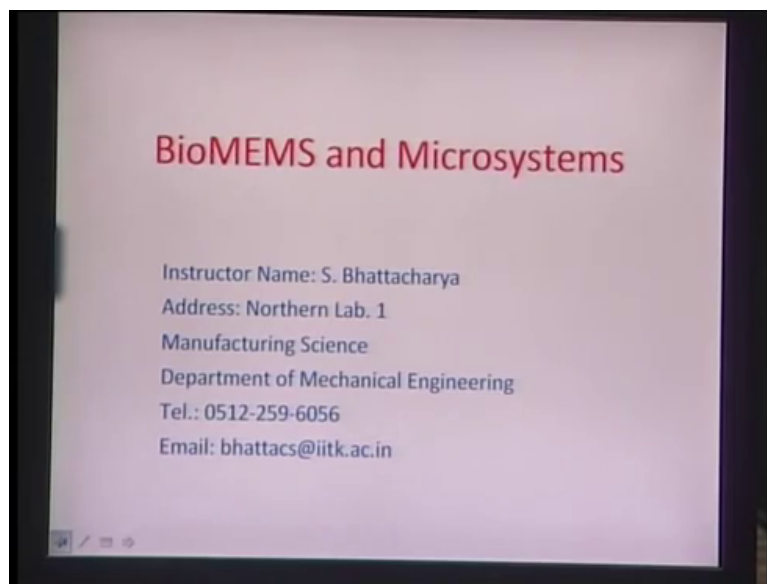 BioMEMS and Microsystems
Instructor Name: S. Bhattacharya
Address: Northern Lab. 1
Manufacturing Science
Department of Mechanical Engineering
Tel.: 0512-259-6056
Email: bhattacs@iitk.ac.in